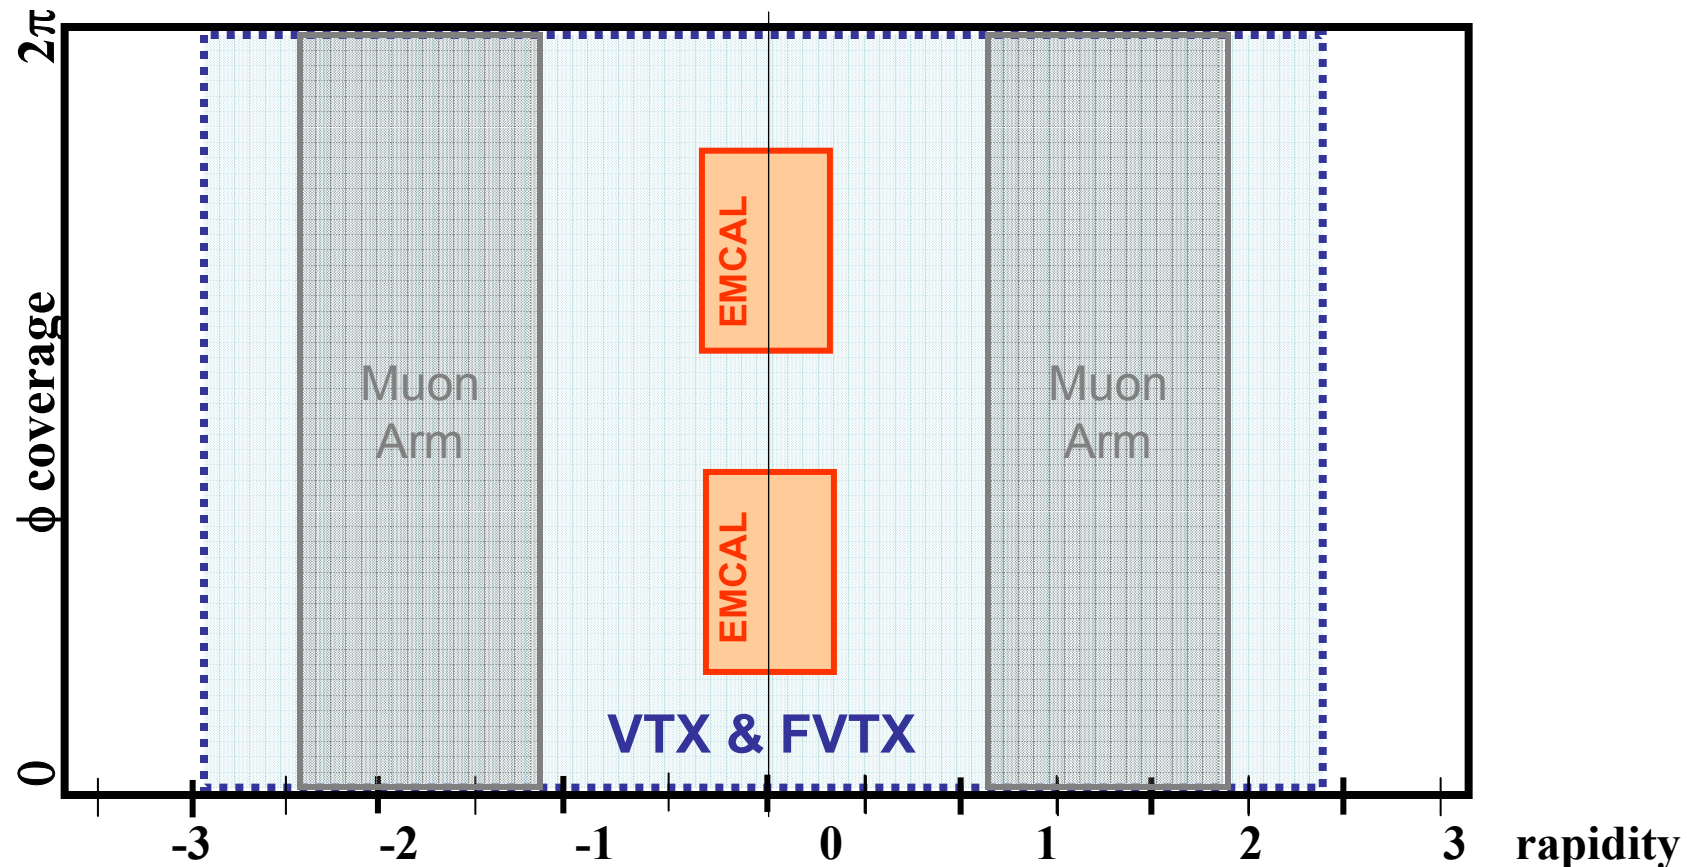 2π
φ coverage
0
EMCAL
Muon
Arm
Muon
Arm
EMCAL
VTX & FVTX
-3 -2 -1 0 1 2 3 rapidity